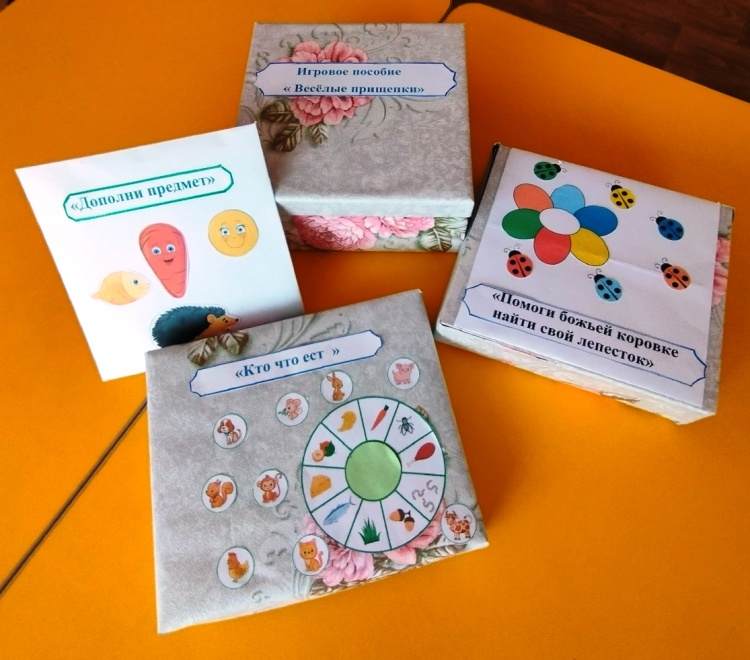 Игровое пособие
« Весёлые прищепки»
«Дополни предмет»
«Помоги божьей коровке
найти свой лепесток»
«Кто что ест »